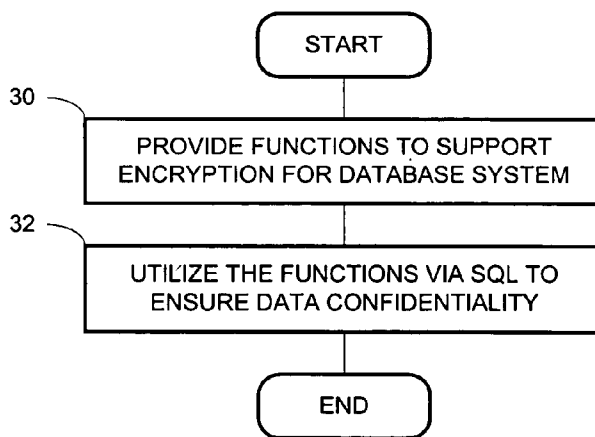 START
30
PROVIDE FUNCTIONS TO SUPPORT
ENCRYPTION FOR DATABASE SYSTEM
32
UTILIZE THE FUNCTIONS VIA SQL TO
ENSURE DATA CONFIDENTIALITY
END